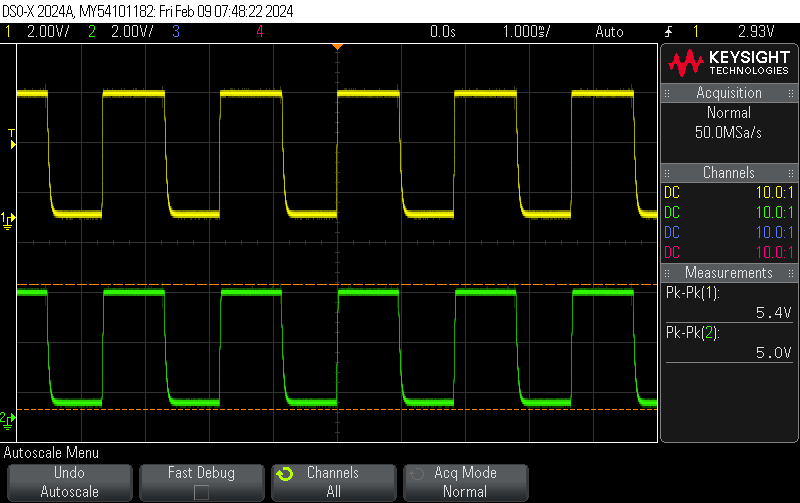 DSO-X 2024A, MY54101182: Fri Feb 09 07:48:22 2024
1 2.00V/ 2 2.00V/ 3 4 0.0s 1.000ms/ Auto 1 2.93V
KEYSIGHT
TECHNOLOGIES
Acquisition
Normal
50.0MSa/s
Channels
DC 10.0:1
DC 10.0:1
DC 10.0:1
DC 10.0:1
Measurements
Pk-Pk(1):
5.4V
Pk-Pk(2):
5.0V
T
1
2
Autoscale Menu
Undo
Autoscale
Fast Debug
Channels
All
Acq Mode
Normal